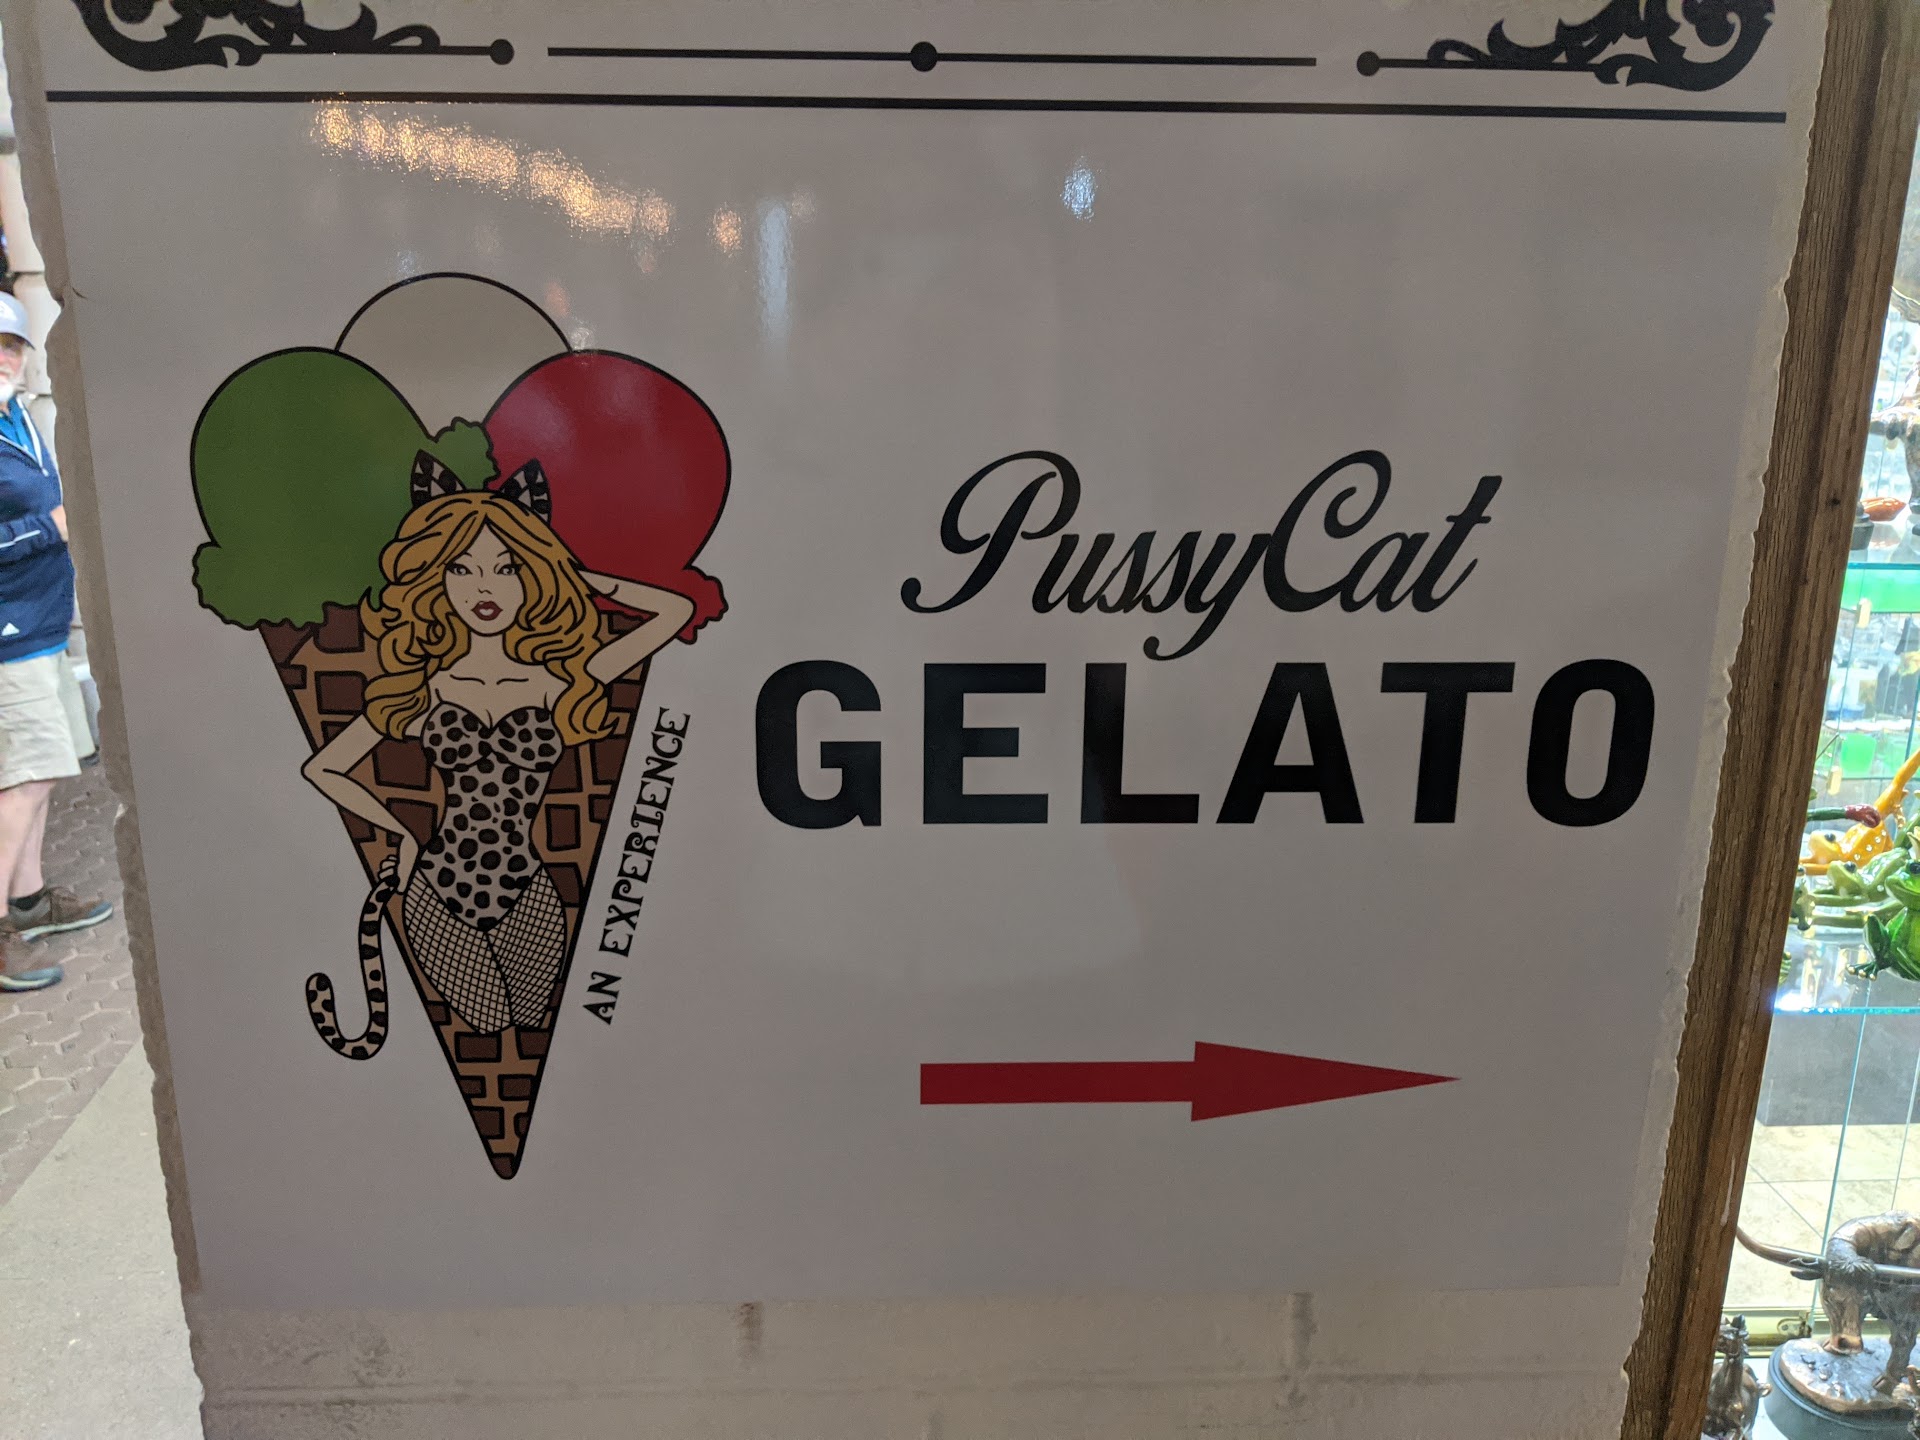 PussyCat
GELATO
AN EXPERIENCE